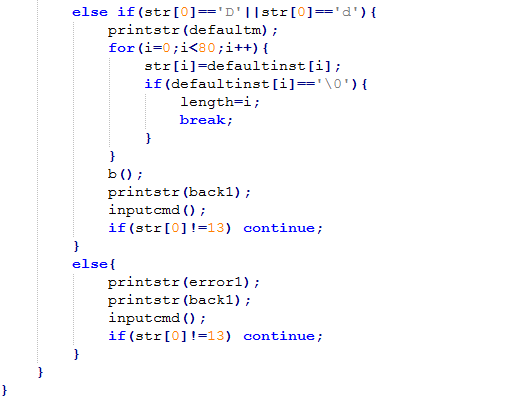 else if(str[0]=='D'||str[0]=='d'){
printstr(defaultm);
for(i=0;i<80;i++){
str[i]=defaultinst[i];
if(defaultinst[i]=='\0'){
length=i;
break;
}
}
b();
printstr(back1);
inputcmd();
if(str[0]!=13) continue;
}
else{
printstr(error1);
printstr(back1);
inputcmd();
if(str[0]!=13) continue;
}
}
}